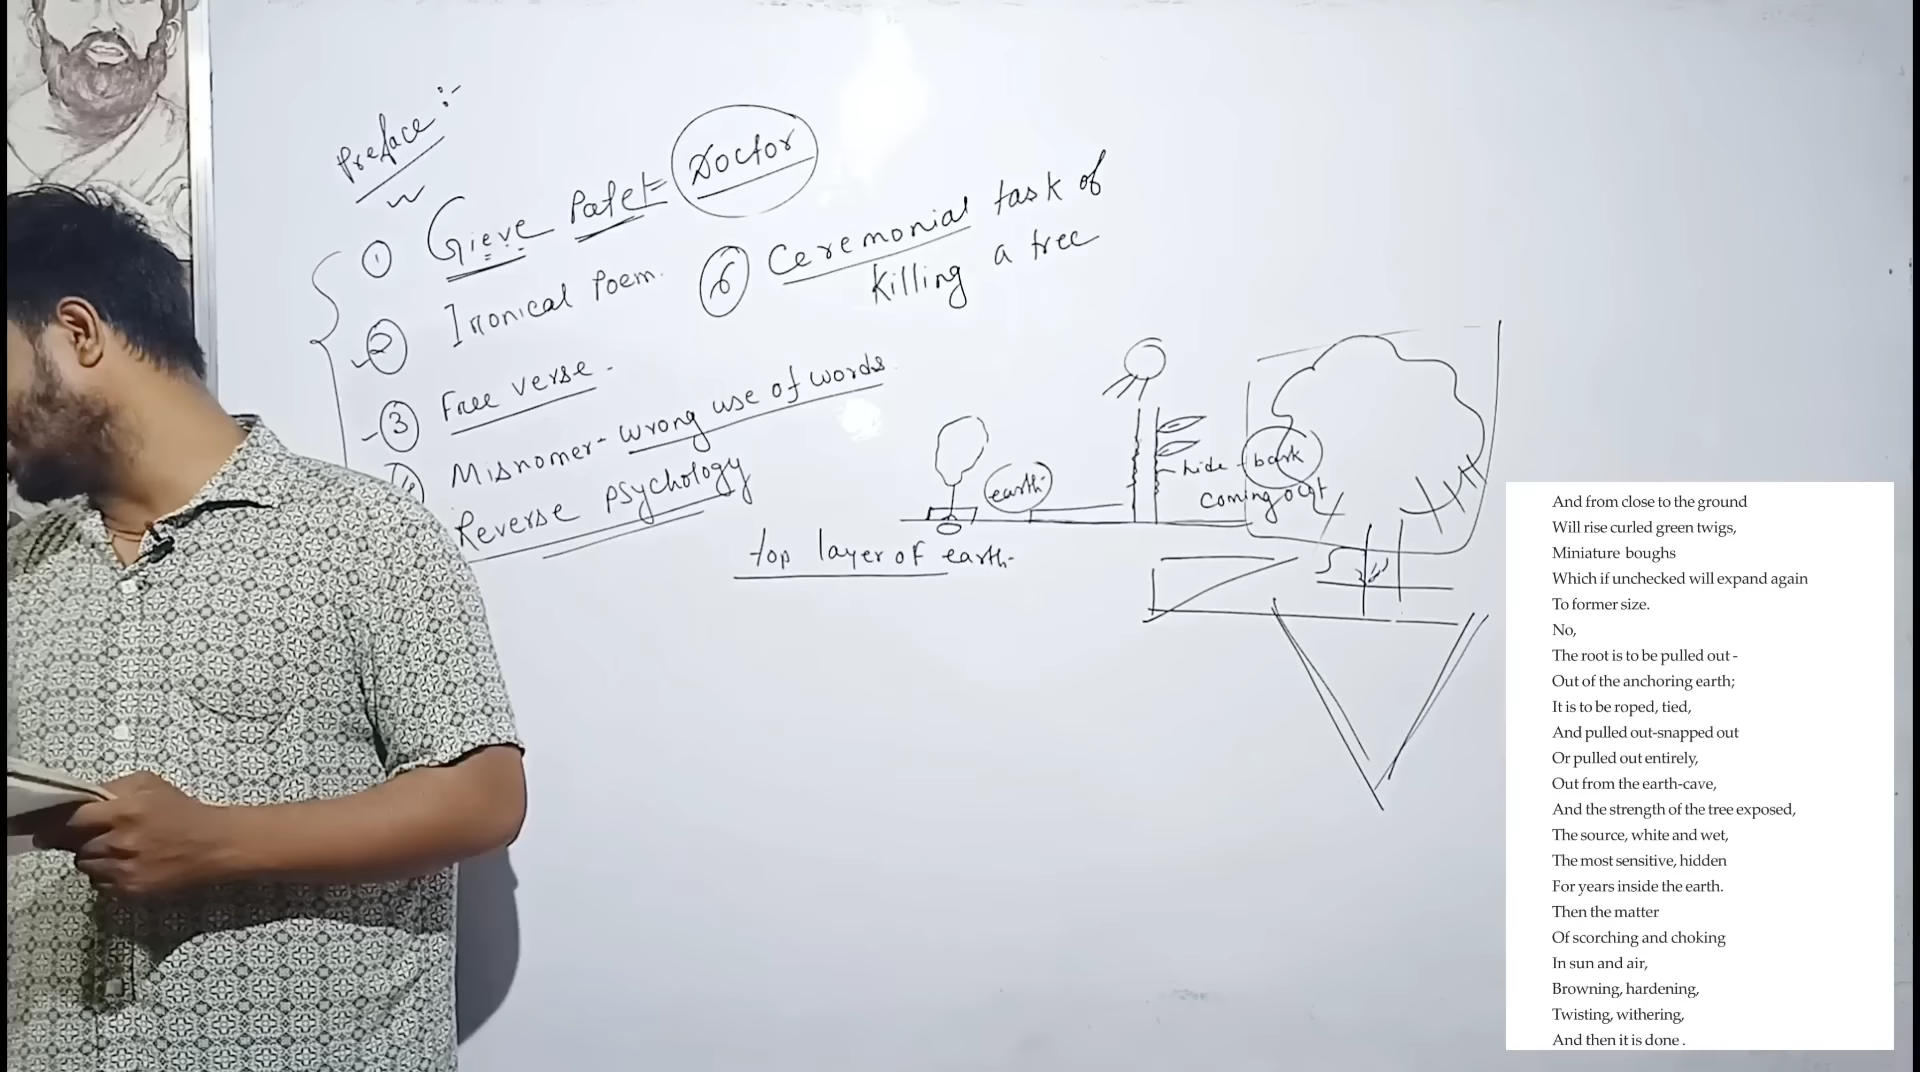 Preface :-
① Gieve Patel = Doctor
② Ironical Poem.
③ Free verse.
④ Misnomer - wrong use of words
Reverse psychology
⑥ Ceremonial task of
killing a tree
earth
hide - bark
coming out
top layer of earth
And from close to the ground
Will rise curled green twigs,
Miniature boughs
Which if unchecked will expand again
To former size.
No,
The root is to be pulled out -
Out of the anchoring earth;
It is to be roped, tied,
And pulled out-snapped out
Or pulled out entirely,
Out from the earth-cave,
And the strength of the tree exposed,
The source, white and wet,
The most sensitive, hidden
For years inside the earth.
Then the matter
Of scorching and choking
In sun and air,
Browning, hardening,
Twisting, withering,
And then it is done .